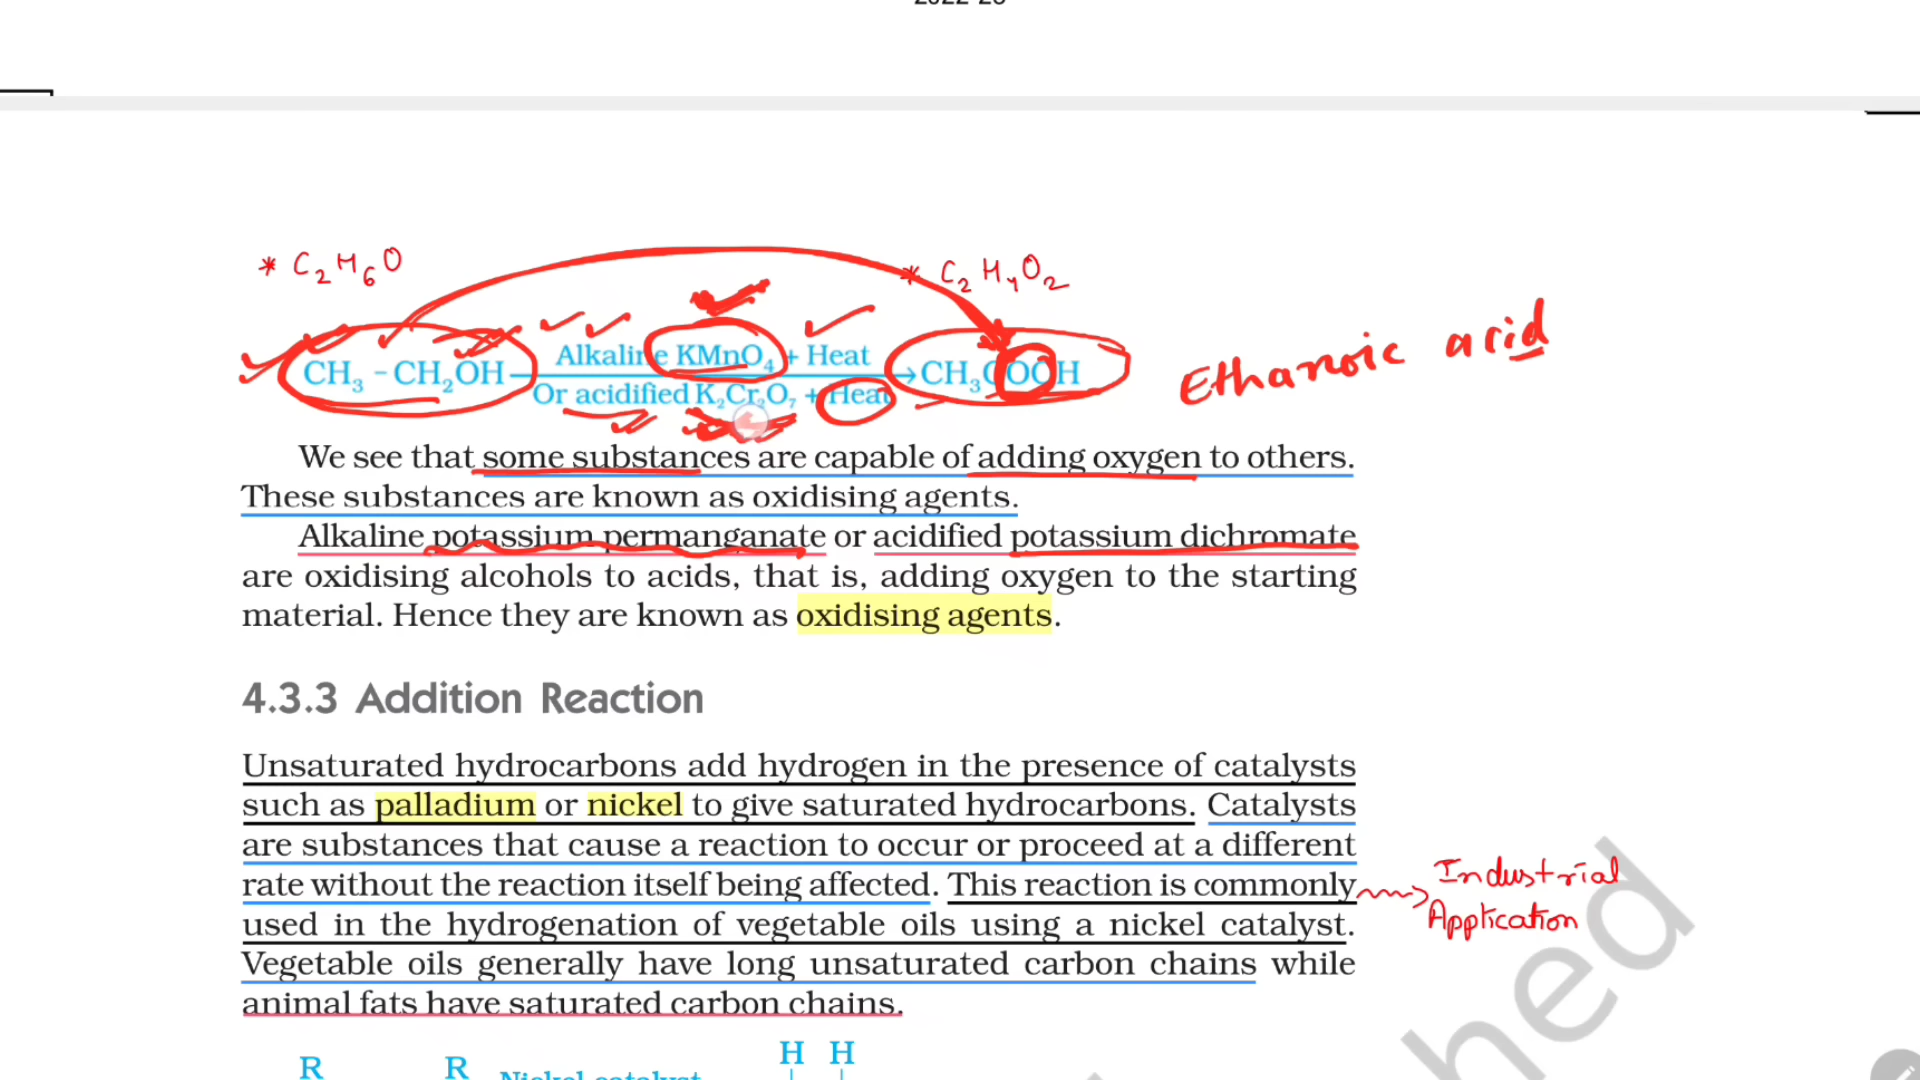 * C₂H₆O
* C₂H₄O₂
Alkaline KMnO₄ + Heat
CH₃ – CH₂OH → CH₃COOH
Or acidified K₂Cr₂O₇ + Heat
Ethanoic acid
We see that some substances are capable of adding oxygen to others.
These substances are known as oxidising agents.
Alkaline potassium permanganate or acidified potassium dichromate
are oxidising alcohols to acids, that is, adding oxygen to the starting
material. Hence they are known as oxidising agents.
4.3.3 Addition Reaction
Unsaturated hydrocarbons add hydrogen in the presence of catalysts
such as palladium or nickel to give saturated hydrocarbons. Catalysts
are substances that cause a reaction to occur or proceed at a different
rate without the reaction itself being affected. This reaction is commonly
used in the hydrogenation of vegetable oils using a nickel catalyst.
Vegetable oils generally have long unsaturated carbon chains while
animal fats have saturated carbon chains.
Industrial
Application
H H
R R Nickel catalyst
hed